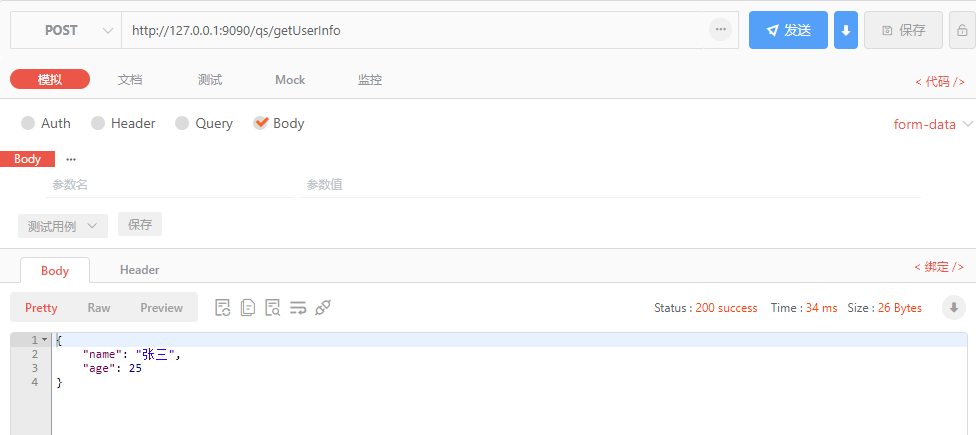 POST http://127.0.0.1:9090/qs/getUserInfo ··· 发送 保存
模拟 文档 测试 Mock 监控 < 代码 />
Auth Header Query Body form-data
Body ···
参数名 参数值
测试用例 保存
Body Header < 绑定 />
Pretty Raw Preview Status : 200 success Time : 34 ms Size : 26 Bytes
1 {
2 "name": "张三",
3 "age": 25
4 }